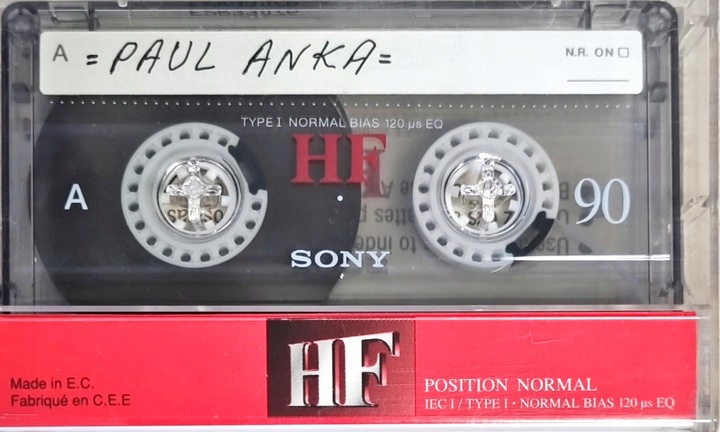 A =PAUL ANKA= N.R. ON
TYPE I NORMAL BIAS 120 µs EQ
HF
A 90
SONY
HF
Made in E.C.
Fabriqué en C.E.E
POSITION NORMAL
IEC I / TYPE I • NORMAL BIAS 120 µs EQ